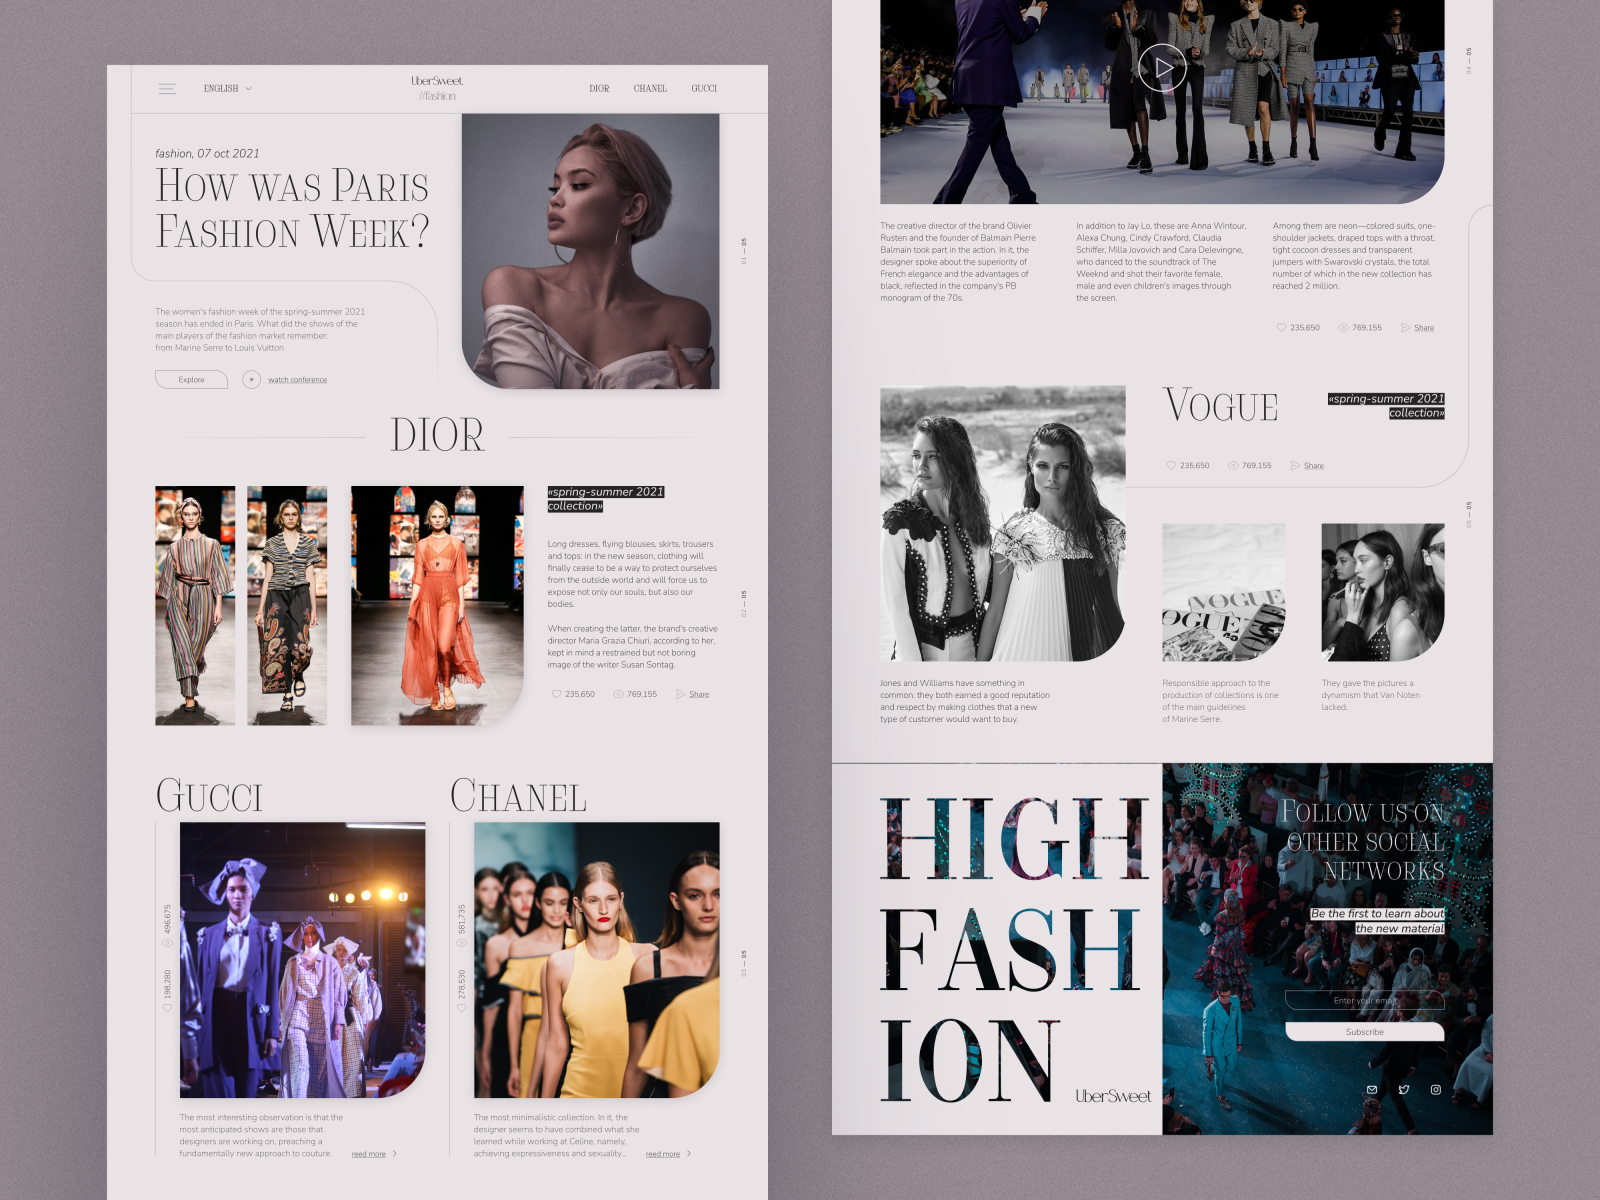 ENGLISH
UberSweet
//fashion
DIOR
CHANEL
GUCCI
fashion, 07 oct 2021
HOW WAS PARIS
FASHION WEEK?
The women's fashion week of the spring-summer 2021
season has ended in Paris. What did the shows of the
main players of the fashion market remember:
from Marine Serre to Louis Vuitton
Explore
watch conference
01 — 05
DIOR
«spring-summer 2021
collection»
Long dresses, flying blouses, skirts, trousers
and tops: in the new season, clothing will
finally cease to be a way to protect ourselves
from the outside world and will force us to
expose not only our souls, but also our
bodies.
When creating the latter, the brand's creative
director Maria Grazia Chiuri, according to her,
kept in mind a restrained but not boring
image of the writer Susan Sontag.
235,650
769,155
Share
02 — 05
GUCCI
496,675
198,280
The most interesting observation is that the
most anticipated shows are those that
designers are working on, preaching a
fundamentally new approach to couture.
reed more
CHANEL
581,735
278,530
The most minimalistic collection. In it, the
designer seems to have combined what she
learned while working at Celine, namely,
achieving expressiveness and sexuality...
reed more
03 — 05
04 — 05
The creative director of the brand Olivier
Rusten and the founder of Balmain Pierre
Balmain took part in the action. In it, the
designer spoke about the superiority of
French elegance and the advantages of
black, reflected in the company's PB
monogram of the 70s.
In addition to Jay Lo, these are Anna Wintour,
Alexa Chung, Cindy Crawford, Claudia
Schiffer, Milla Jovovich and Cara Delevingne,
who danced to the soundtrack of The
Weeknd and shot their favorite female,
male and even children's images through
the screen.
Among them are neon—colored suits, one-
shoulder jackets, draped tops with a throat,
tight cocoon dresses and transparent
jumpers with Swarovski crystals, the total
number of which in the new collection has
reached 2 million.
235,650
769,155
Share
VOGUE
«spring-summer 2021
collection»
235,650
769,155
Share
05 — 05
VOGUE
OGUE
Jones and Williams have something in
common: they both earned a good reputation
and respect by making clothes that a new
type of customer would want to buy.
Responsible approach to the
production of collections is one
of the main guidelines
of Marine Serre.
They gave the pictures a
dynamism that Van Noten
lacked.
HIGH
FASH
ION
UberSweet
FOLLOW US ON
OTHER SOCIAL
NETWORKS
Be the first to learn about
the new material
Enter your email
Subscribe